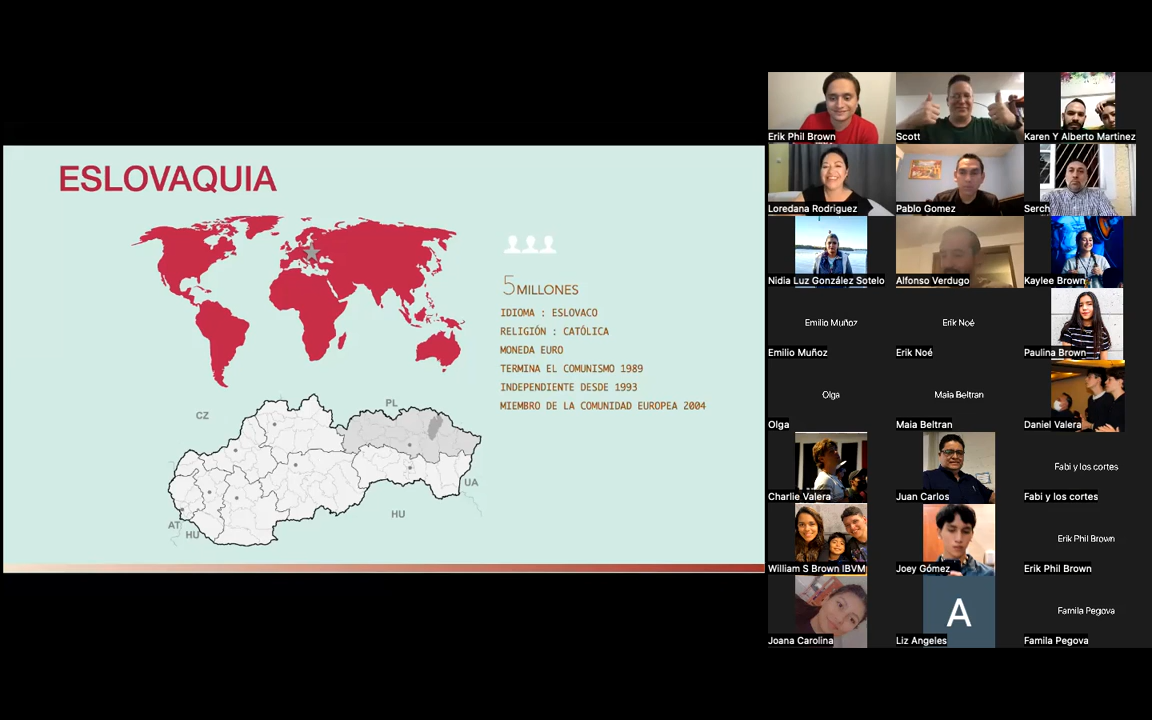 ESLOVAQUIA
5 MILLONES
IDIOMA : ESLOVACO
RELIGIÓN : CATÓLICA
MONEDA EURO
TERMINA EL COMUNISMO 1989
INDEPENDIENTE DESDE 1993
MIEMBRO DE LA COMUNIDAD EUROPEA 2004
CZ
PL
UA
HU
AT
HU
Erik Phil Brown
Scott
Karen Y Alberto Martinez
Loredana Rodriguez
Pablo Gomez
Serch
Nidia Luz González Sotelo
Alfonso Verdugo
Kaylee Brown
Emilio Muñoz
Erik Noé
Emilio Muñoz
Erik Noé
Paulina Brown
Olga
Maia Beltran
Olga
Maia Beltran
Daniel Valera
Fabi y los cortes
Charlie Valera
Juan Carlos
Fabi y los cortes
Erik Phil Brown
William S Brown IBVM
Joey Gómez
Erik Phil Brown
A
Famila Pegova
Joana Carolina
Liz Angeles
Famila Pegova